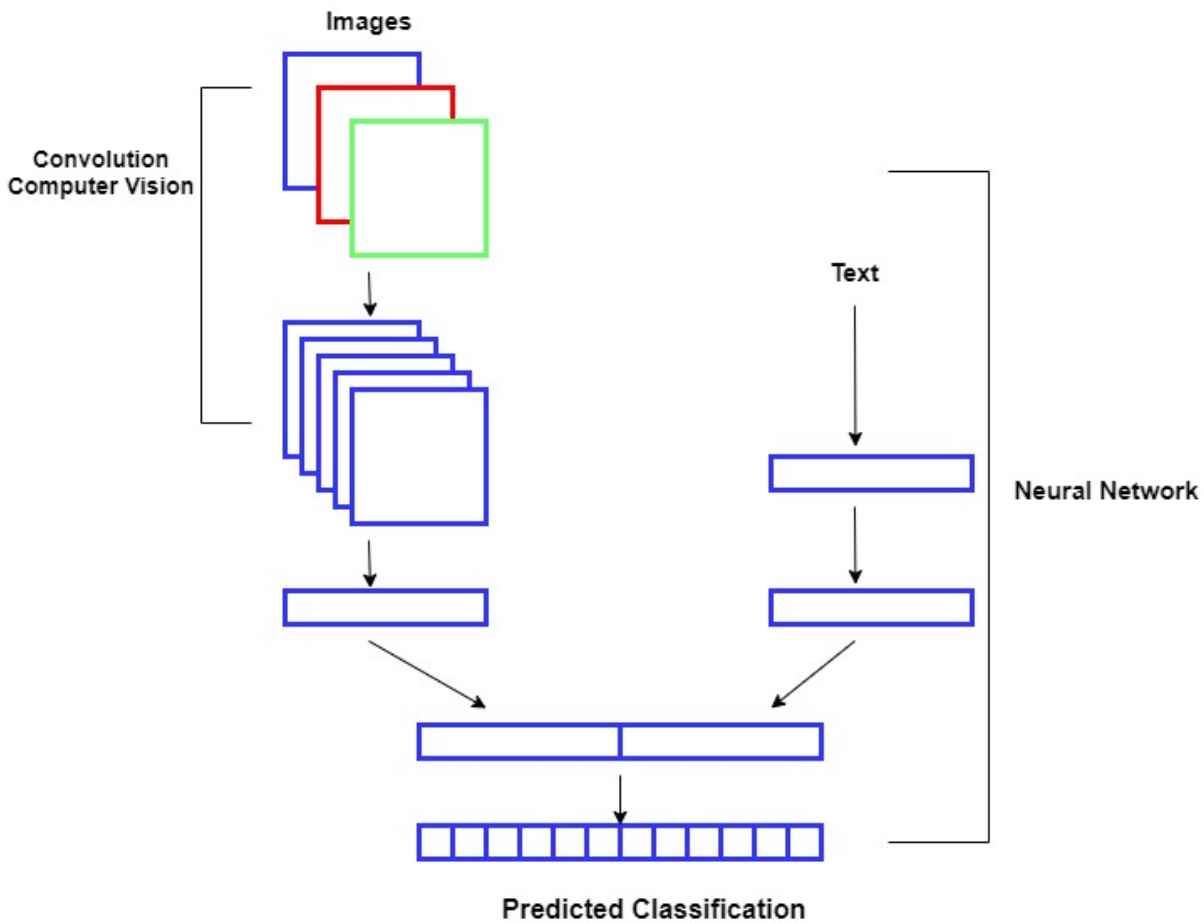 Images
Convolution
Computer Vision
Text
Neural Network
Predicted Classification